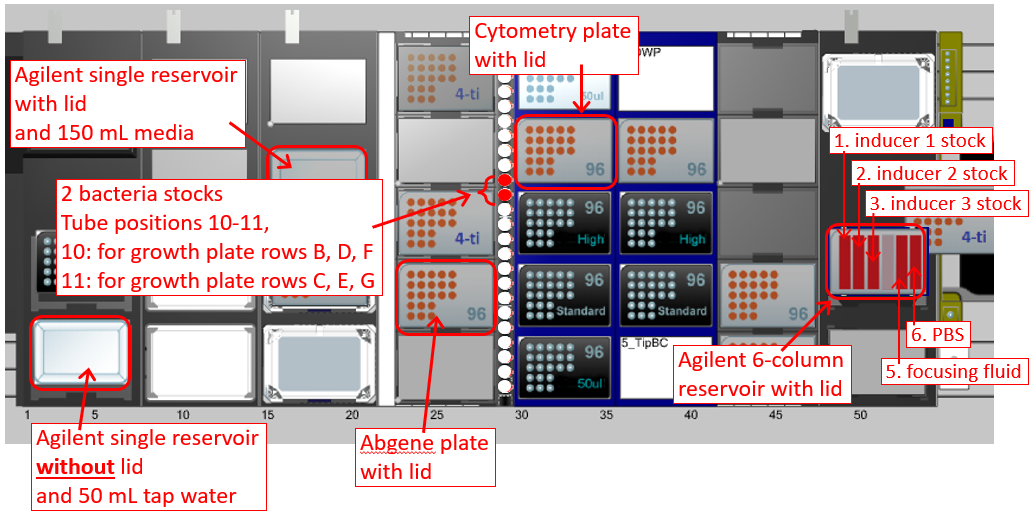 Cytometry plate
with lid
Agilent single reservoir
with lid
and 150 mL media
4-ti
50ul
WP
96
96
1. inducer 1 stock
2. inducer 2 stock
3. inducer 3 stock
2 bacteria stocks
Tube positions 10-11,
10: for growth plate rows B, D, F
11: for growth plate rows C, E, G
4-ti
96
High
96
High
4-ti
96
96
Standard
96
Standard
96
6. PBS
5. focusing fluid
Agilent 6-column
reservoir with lid
96
50ul
5_TipBC
1
5
10
15
20
25
30
35
40
45
50
Agilent single reservoir
without lid
and 50 mL tap water
Abgene plate
with lid